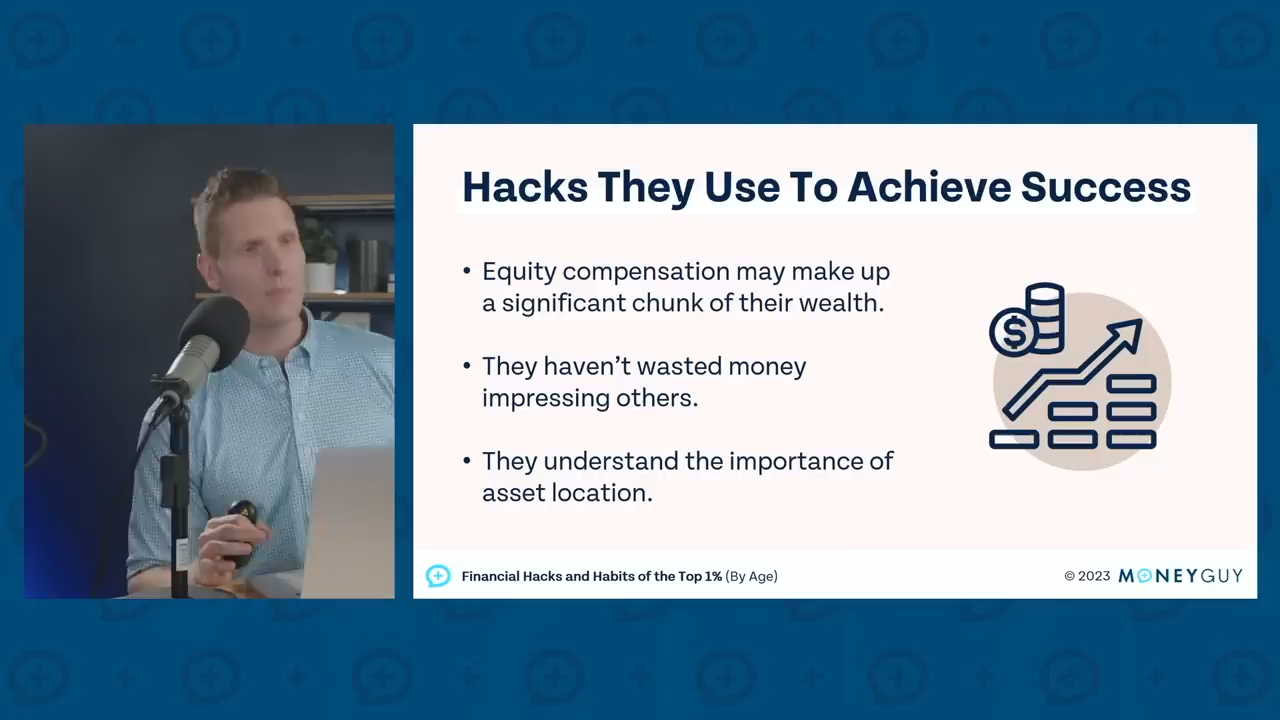 Hacks They Use To Achieve Success
• Equity compensation may make up
a significant chunk of their wealth.
• They haven’t wasted money
impressing others.
• They understand the importance of
asset location.
$
Financial Hacks and Habits of the Top 1% (By Age)
© 2023 MONEYGUY